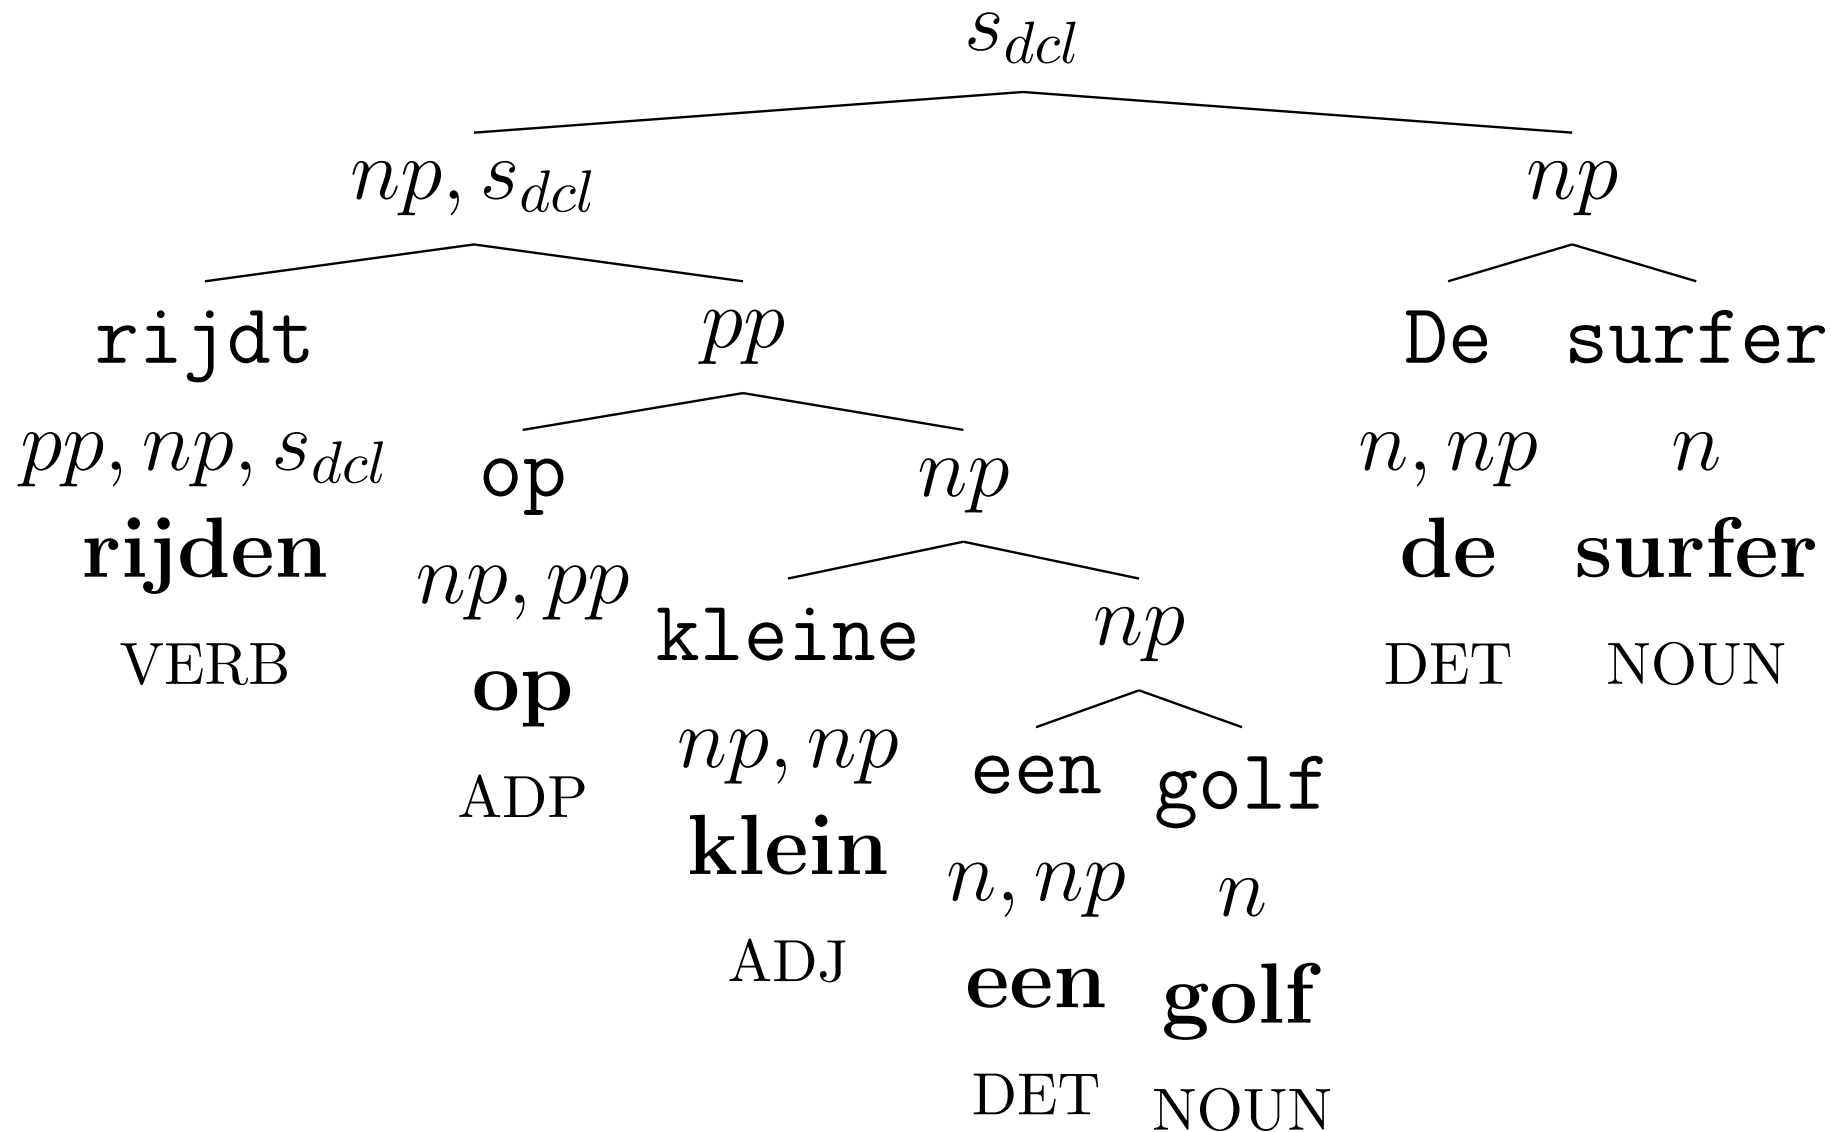 s_dcl
np, s_dcl np
rijdt pp De surfer
pp, np, s_dcl op np n, np n
rijden np, pp kleine np de surfer
VERB op np, np een golf DET NOUN
ADP klein n, np n
ADJ een golf
DET NOUN